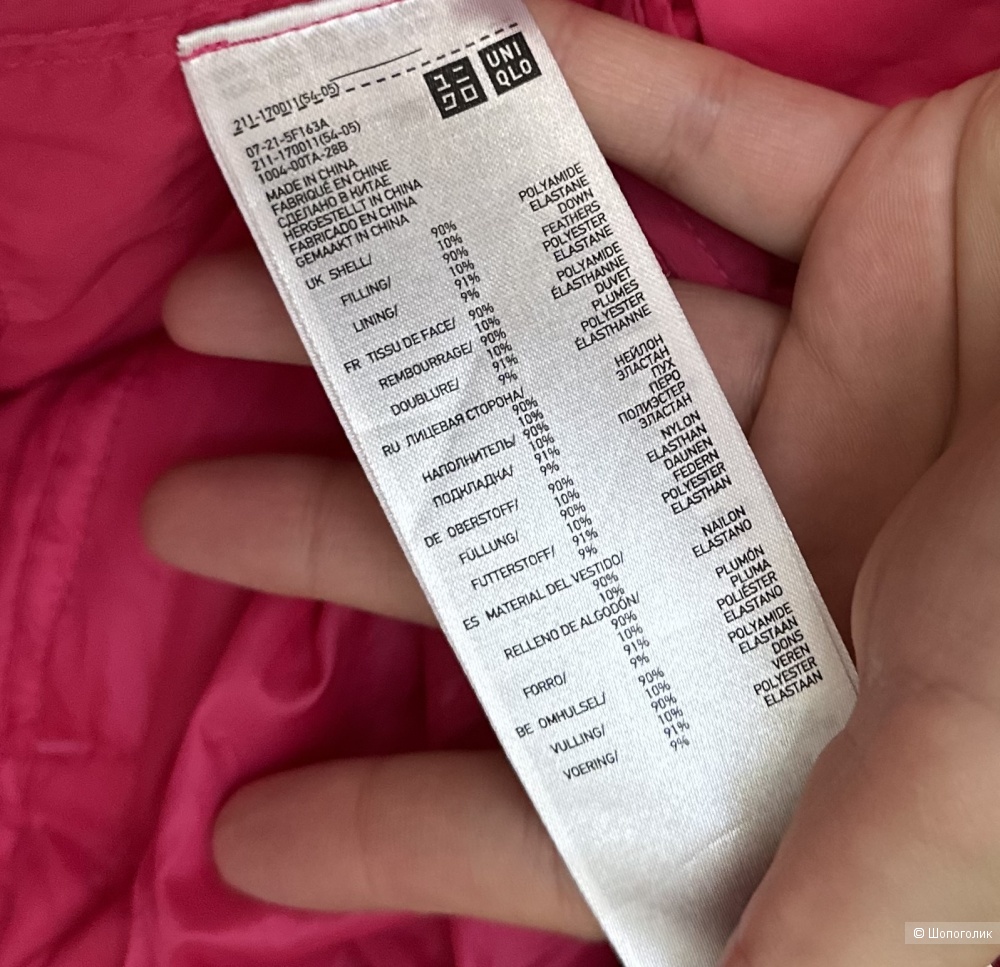 211-170011(54-05)
ユニクロ
UNIQLO
07-21-5F163A
211-170011(54-05)
1004-00TA-28B
MADE IN CHINA
FABRIQUÉ EN CHINE
СДЕЛАНО В КИТАЕ
HERGESTELLT IN CHINA
FABRICADO EN CHINA
GEMAAKT IN CHINA
UK SHELL/ 90% POLYAMIDE
10% ELASTANE
FILLING/ 90% DOWN
10% FEATHERS
LINING/ 91% POLYESTER
9% ELASTANE
FR TISSU DE FACE/ 90% POLYAMIDE
10% ÉLASTHANNE
REMBOURRAGE/ 90% DUVET
10% PLUMES
DOUBLURE/ 91% POLYESTER
9% ÉLASTHANNE
RU ЛИЦЕВАЯ СТОРОНА/
90% НЕЙЛОН
10% ЭЛАСТАН
НАПОЛНИТЕЛЬ/ 90% ПУХ
10% ПЕРО
ПОДКЛАДКА/ 91% ПОЛИЭСТЕР
9% ЭЛАСТАН
DE OBERSTOFF/ 90% NYLON
10% ELASTHAN
FÜLLUNG/ 90% DAUNEN
10% FEDERN
FUTTERSTOFF/ 91% POLYESTER
9% ELASTHAN
ES MATERIAL DEL VESTIDO/
90% NAILON
10% ELASTANO
RELLENO DE ALGODÓN/
90% PLUMÓN
10% PLUMA
FORRO/ 91% POLIÉSTER
9% ELASTANO
BE OMHULSEL/ 90% POLYAMIDE
10% ELASTAAN
VULLING/ 90% DONS
10% VEREN
VOERING/ 91% POLYESTER
9% ELASTAAN
© Шопоголик